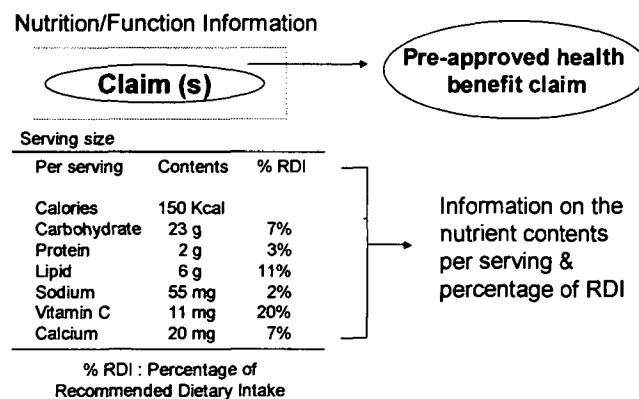 Nutrition/Function Information
Claim (s)
Pre-approved health
benefit claim
Serving size
Per serving Contents % RDI
Calories 150 Kcal
Carbohydrate 23 g 7%
Protein 2 g 3%
Lipid 6 g 11%
Sodium 55 mg 2%
Vitamin C 11 mg 20%
Calcium 20 mg 7%
% RDI : Percentage of
Recommended Dietary Intake
Information on the
nutrient contents
per serving &
percentage of RDI